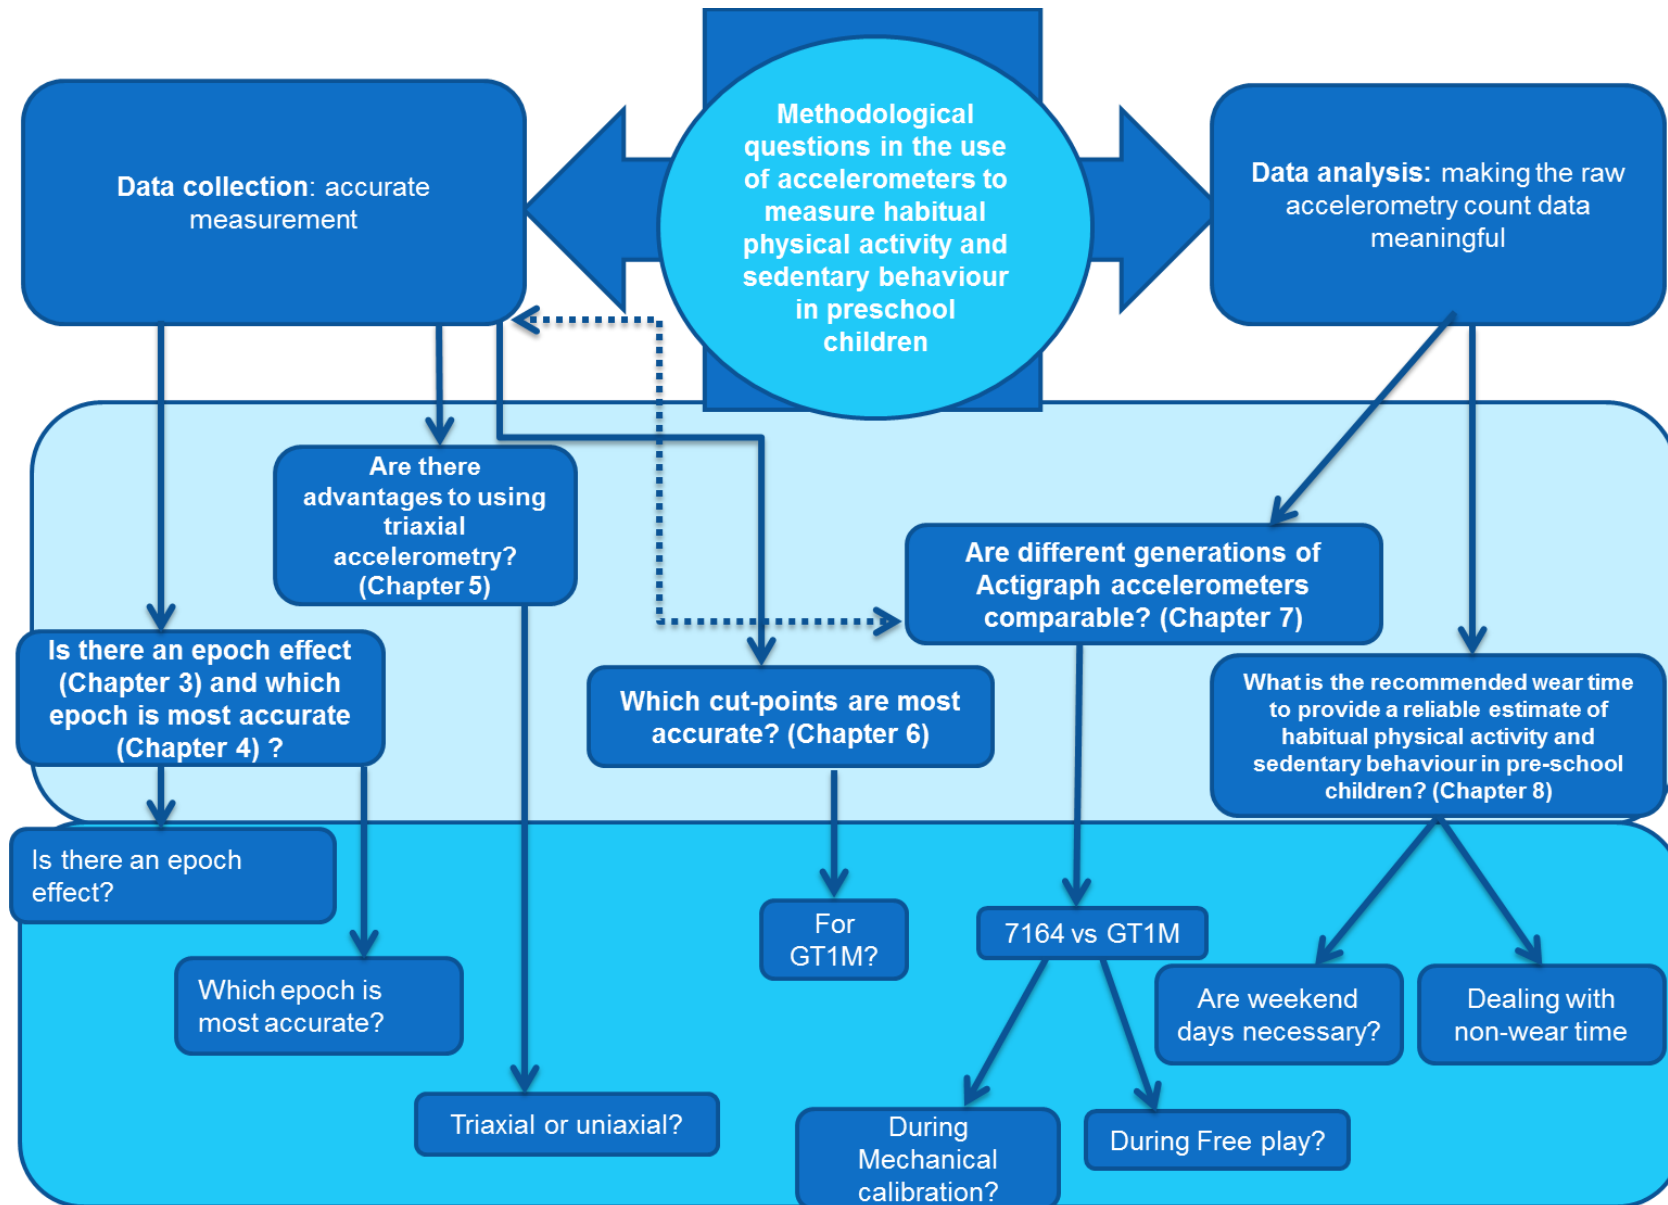 Methodological
questions in the use
of accelerometers to
measure habitual
physical activity and
sedentary behaviour
in preschool
children
Data collection: accurate
measurement
Data analysis: making the raw
accelerometry count data
meaningful
Are there
advantages to using
triaxial
accelerometry?
(Chapter 5)
Are different generations of
Actigraph accelerometers
comparable? (Chapter 7)
Is there an epoch effect
(Chapter 3) and which
epoch is most accurate
(Chapter 4) ?
Which cut-points are most
accurate? (Chapter 6)
What is the recommended wear time
to provide a reliable estimate of
habitual physical activity and
sedentary behaviour in pre-school
children? (Chapter 8)
Is there an epoch
effect?
Which epoch is
most accurate?
Triaxial or uniaxial?
For
GT1M?
7164 vs GT1M
During
Mechanical
calibration?
During Free play?
Are weekend
days necessary?
Dealing with
non-wear time